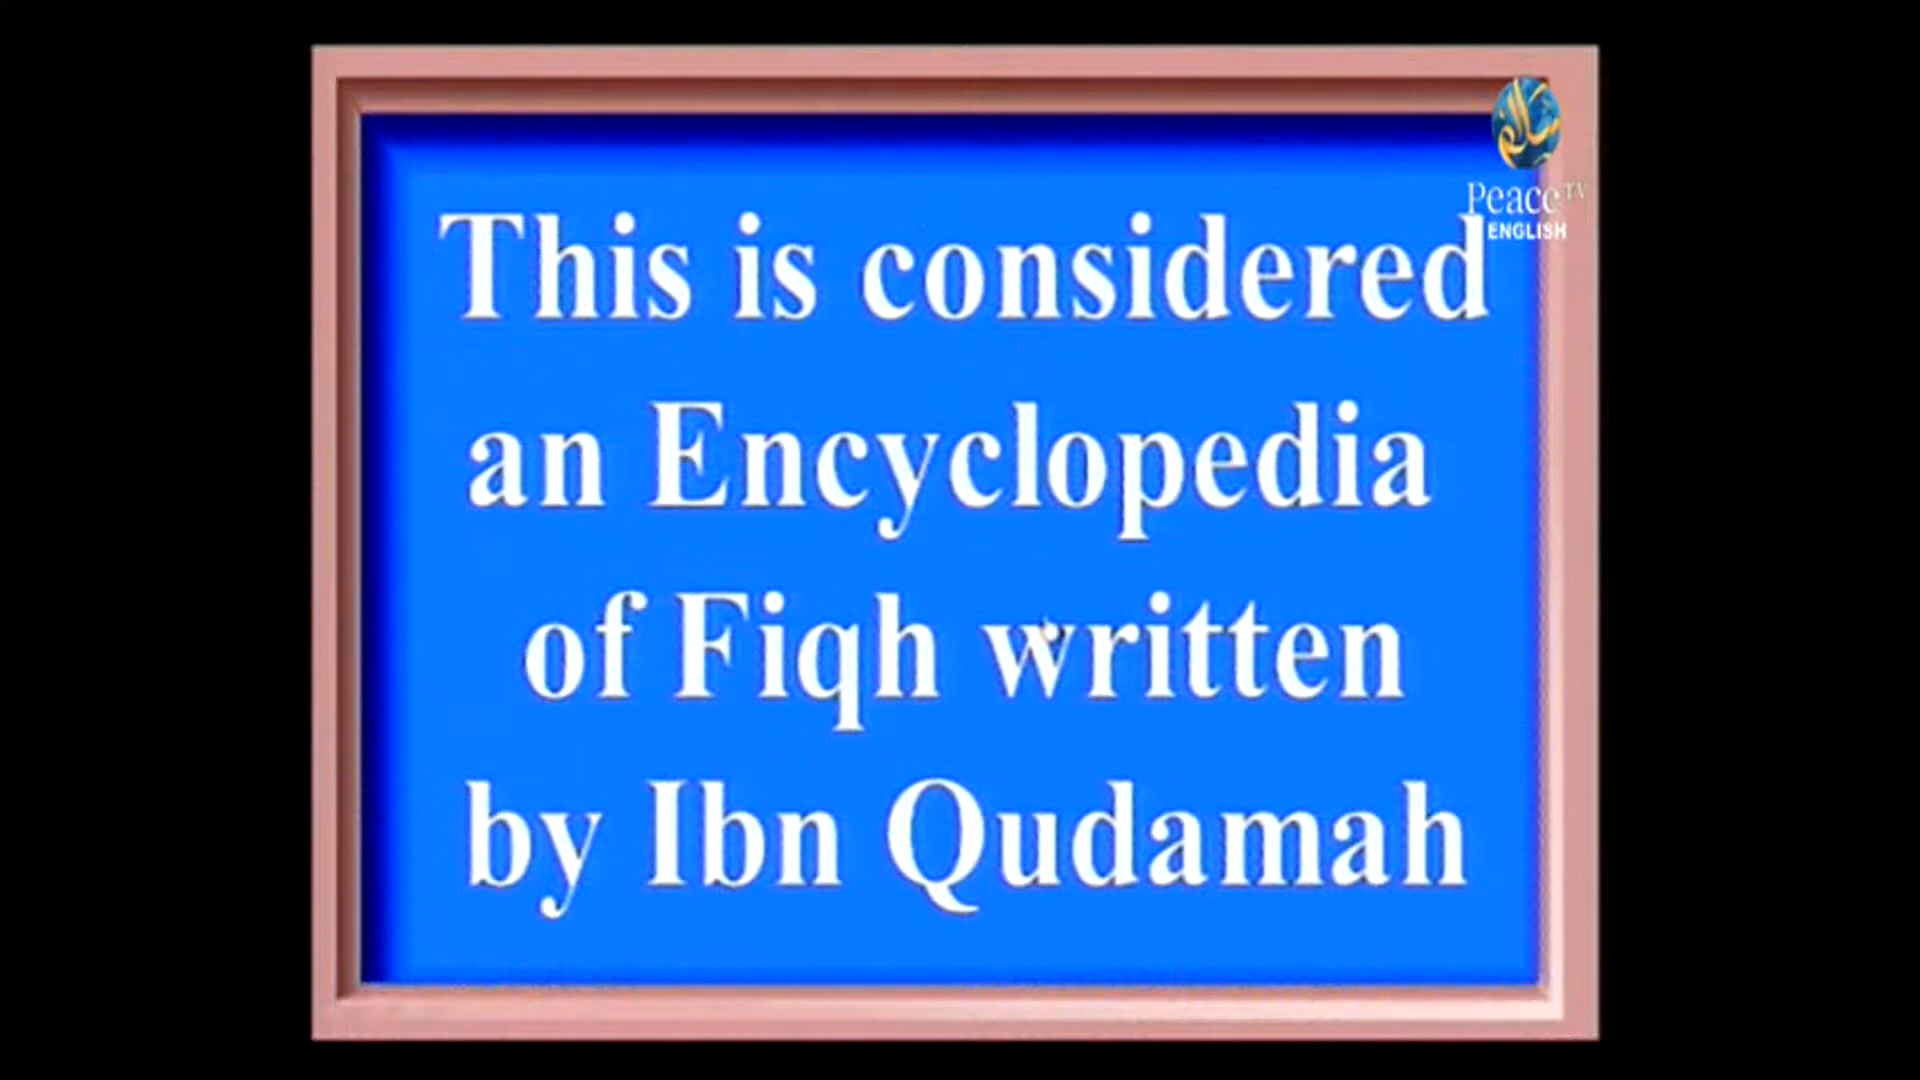 Peace TV
ENGLISH
This is considered
an Encyclopedia
of Fiqh written
by Ibn Qudamah